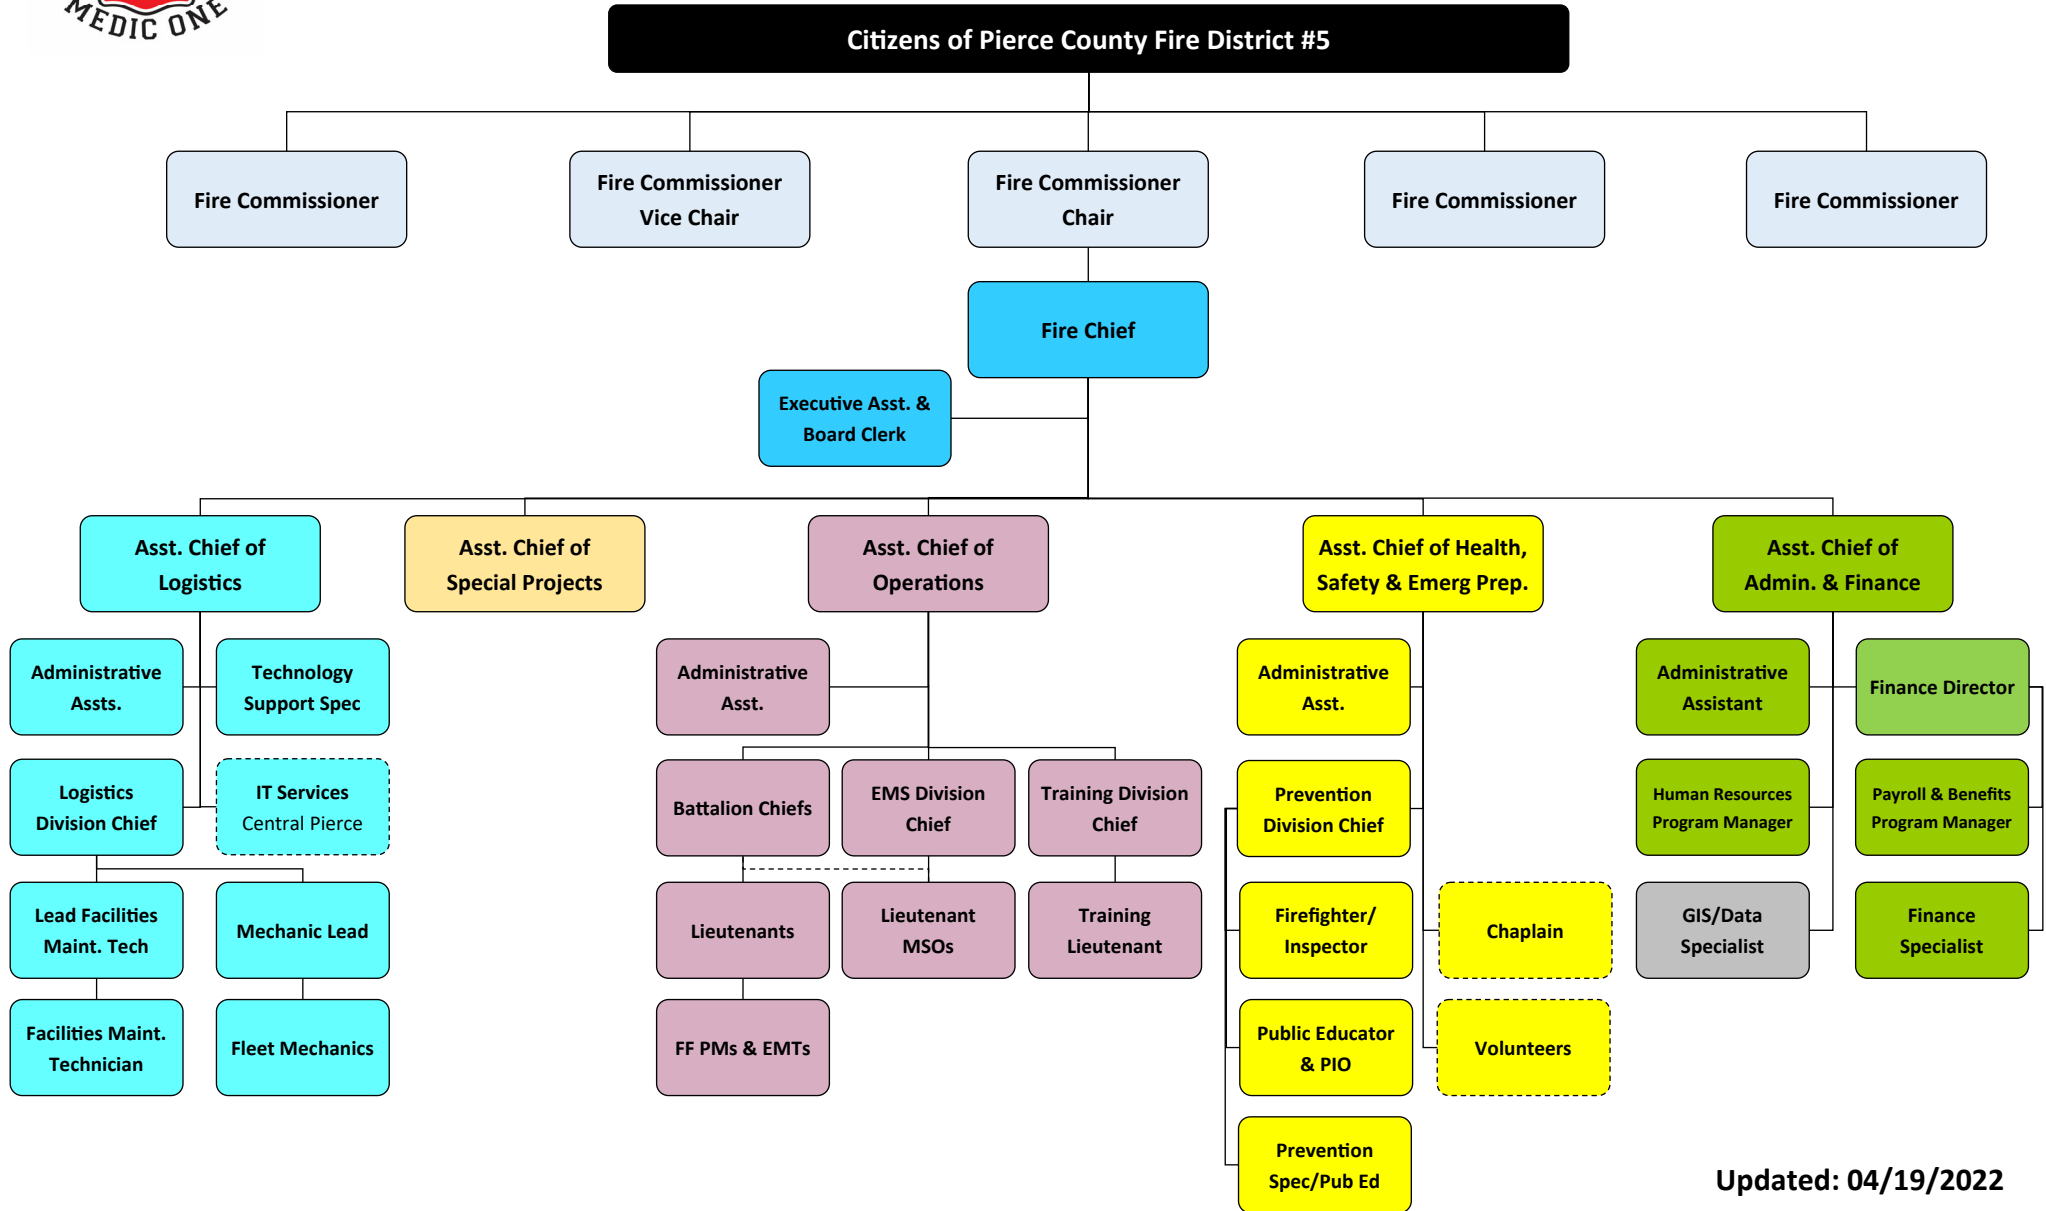 MEDIC ONE
Citizens of Pierce County Fire District #5
Fire Commissioner
Fire Commissioner
Vice Chair
Fire Commissioner
Chair
Fire Commissioner
Fire Commissioner
Fire Chief
Executive Asst. &
Board Clerk
Asst. Chief of
Logistics
Asst. Chief of
Special Projects
Asst. Chief of
Operations
Asst. Chief of Health,
Safety & Emerg Prep.
Asst. Chief of
Admin. & Finance
Administrative
Assts.
Technology
Support Spec
Administrative
Asst.
Administrative
Asst.
Administrative
Assistant
Finance Director
Logistics
Division Chief
IT Services
Central Pierce
Battalion Chiefs
EMS Division
Chief
Training Division
Chief
Prevention
Division Chief
Human Resources
Program Manager
Payroll & Benefits
Program Manager
Lead Facilities
Maint. Tech
Mechanic Lead
Lieutenants
Lieutenant
MSOs
Training
Lieutenant
Firefighter/
Inspector
Chaplain
GIS/Data
Specialist
Finance
Specialist
Facilities Maint.
Technician
Fleet Mechanics
FF PMs & EMTs
Public Educator
& PIO
Volunteers
Prevention
Spec/Pub Ed
Updated: 04/19/2022